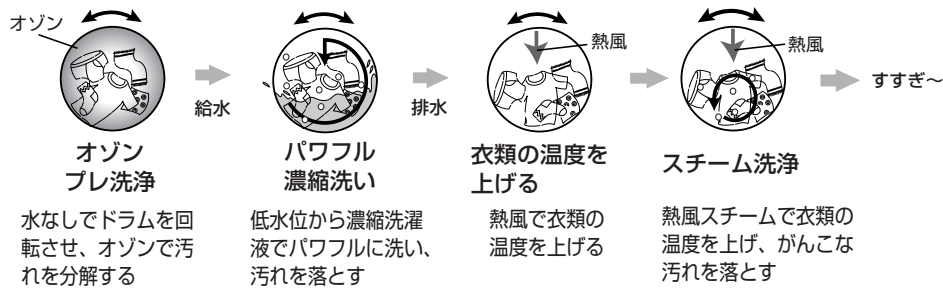 オゾン
熱風
熱風
給水
排水
すすぎ～
オゾン
プレ洗浄
パワフル
濃縮洗い
衣類の温度を
上げる
スチーム洗浄
水なしでドラムを回
転させ、オゾンで汚
れを分解する
低水位から濃縮洗濯
液でパワフルに洗い、
汚れを落とす
熱風で衣類の
温度を上げる
熱風スチームで衣類の
温度を上げ、がんこな
汚れを落とす